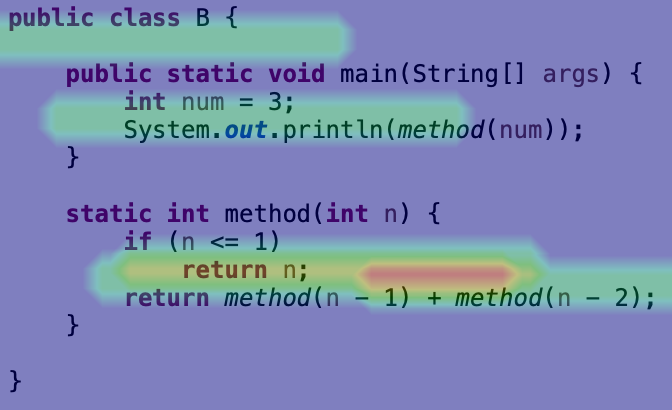 public class B {
public static void main(String[] args) {
int num = 3;
System.out.println(method(num));
}
static int method(int n) {
if (n <= 1)
return n;
return method(n - 1) + method(n - 2);
}
}